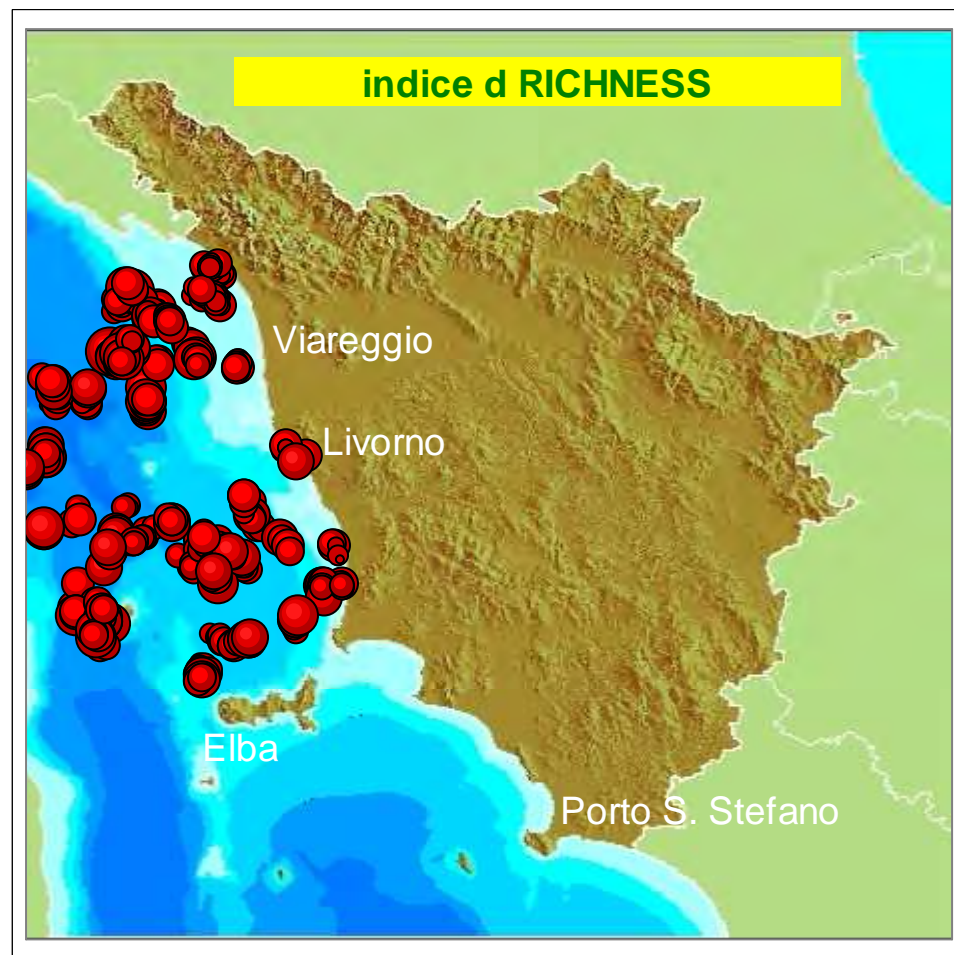 indice d RICHNESS
Viareggio
Livorno
Elba
Porto S. Stefano